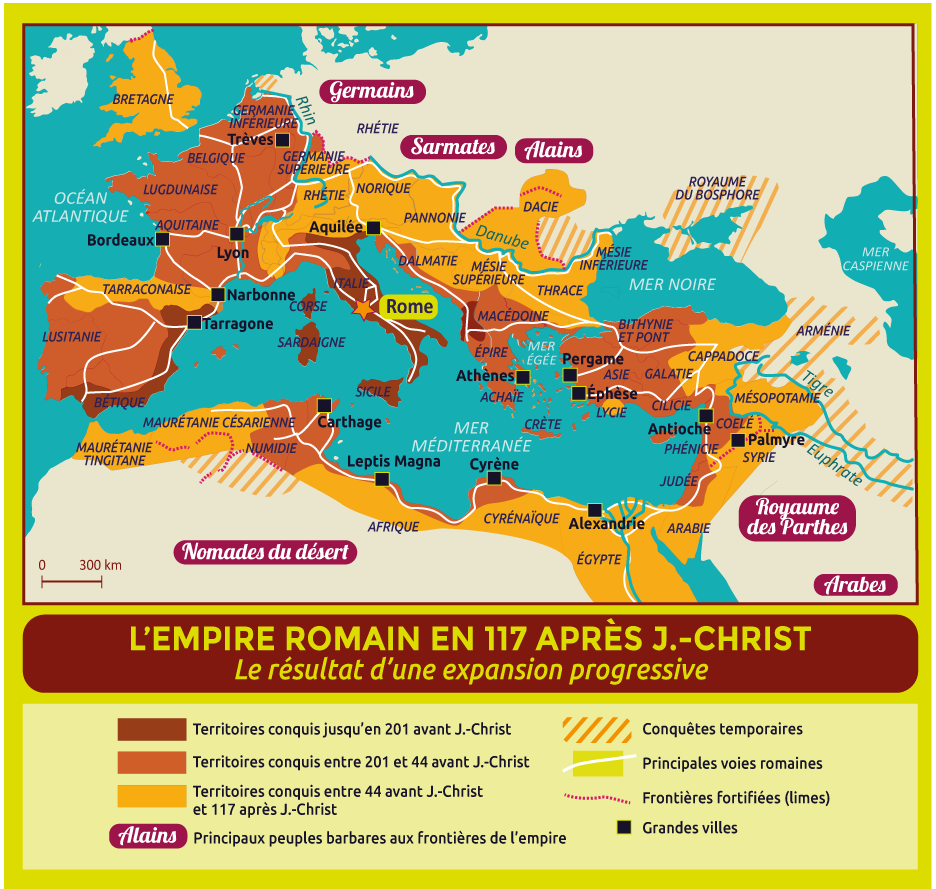 Germains
BRETAGNE
Rhin
GERMANIE
INFÉRIEURE
RHÉTIE
Trèves
Sarmates
Alains
BELGIQUE
GERMANIE
SUPÉRIEURE
ROYAUME
DU BOSPHORE
LUGDUNAISE
RHÉTIE
NORIQUE
DACIE
OCÉAN
ATLANTIQUE
AQUITAINE
Aquilée
PANNONIE
Bordeaux
Lyon
Danube
MÉSIE
INFÉRIEURE
MER
CASPIENNE
DALMATIE
MÉSIE
SUPÉRIEURE
TARRACONAISE
Narbonne
ITALIE
CORSE
Rome
THRACE
MER NOIRE
MACÉDOINE
Tarragone
LUSITANIE
SARDAIGNE
BITHYNIE
ET PONT
ARMÉNIE
ÉPIRE
MER
ÉGÉE
Pergame
CAPPADOCE
Athènes
ASIE
GALATIE
Tigre
SICILE
ACHAÏE
Éphèse
MÉSOPOTAMIE
BÉTIQUE
LYCIE
CILICIE
MAURÉTANIE CÉSARIENNE
Carthage
CRÈTE
Antioche
COELÉ
MER
MÉDITERRANÉE
Palmyre
MAURÉTANIE
TINGITANE
NUMIDIE
PHÉNICIE
SYRIE
Euphrate
Leptis Magna
Cyrène
JUDÉE
Royaume
des Parthes
AFRIQUE
CYRÉNAÏQUE
Alexandrie
ARABIE
Nomades du désert
ÉGYPTE
0 300 km
Arabes
L'EMPIRE ROMAIN EN 117 APRÈS J.-CHRIST
Le résultat d'une expansion progressive
Territoires conquis jusqu'en 201 avant J.-Christ
Territoires conquis entre 201 et 44 avant J.-Christ
Territoires conquis entre 44 avant J.-Christ
et 117 après J.-Christ
Alains Principaux peuples barbares aux frontières de l'empire
Conquêtes temporaires
Principales voies romaines
Frontières fortifiées (limes)
Grandes villes